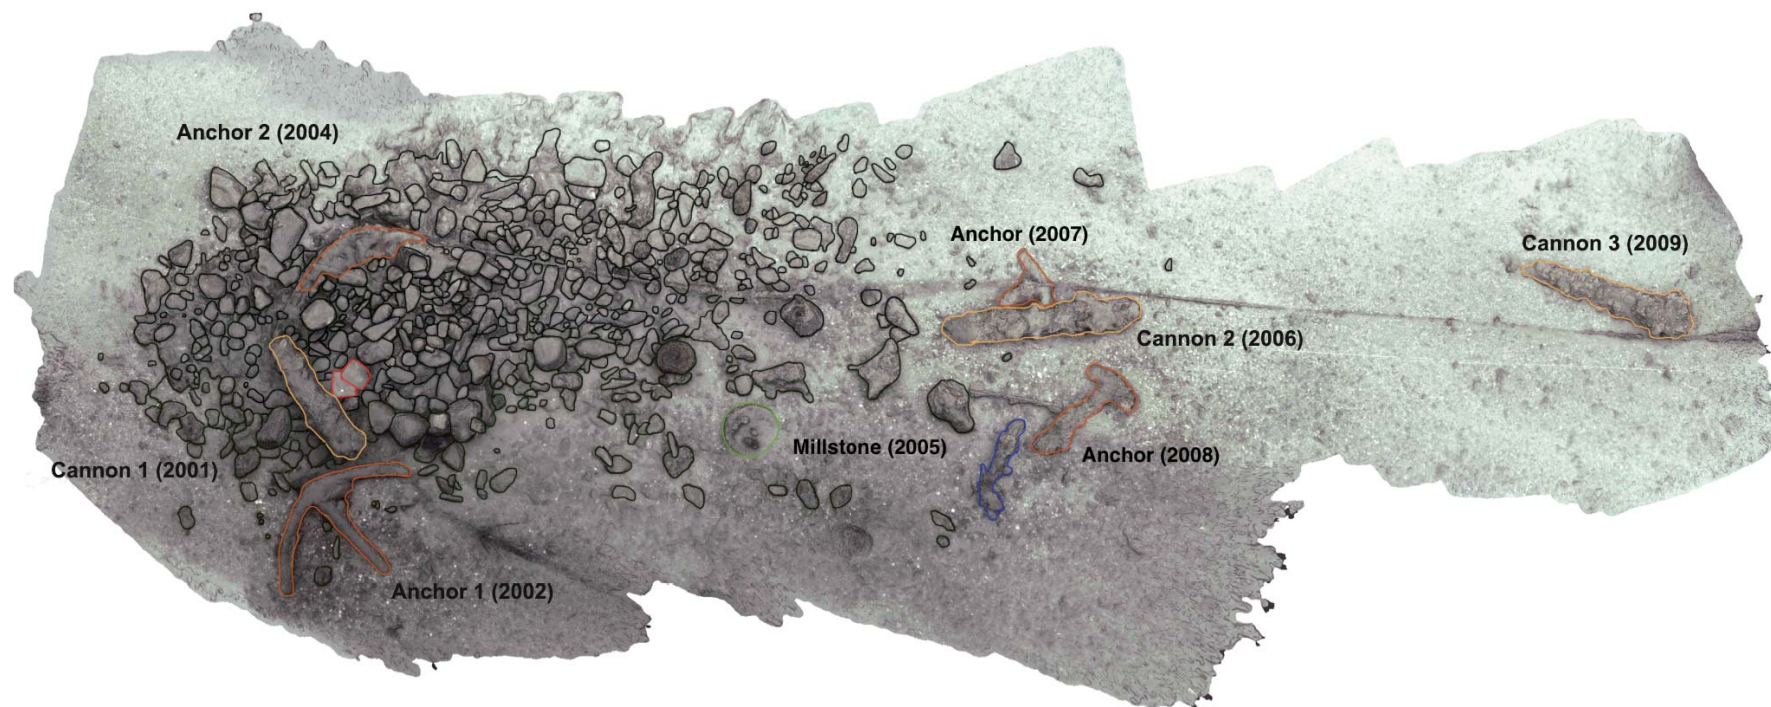 Anchor 2 (2004)
Anchor (2007)
Cannon 3 (2009)
Cannon 2 (2006)
Millstone (2005)
Anchor (2008)
Cannon 1 (2001)
Anchor 1 (2002)